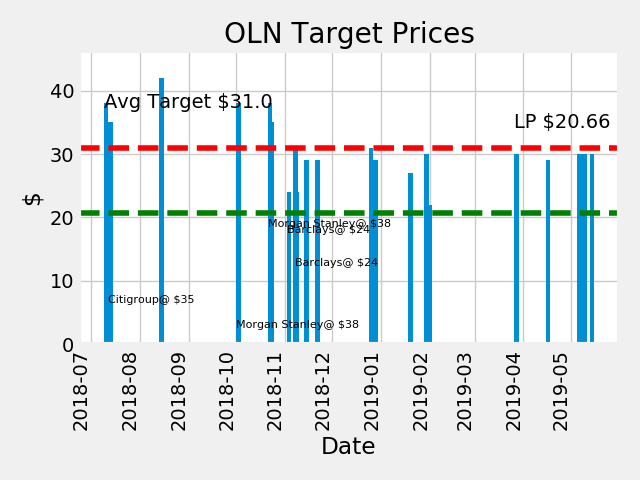 OLN Target Prices
Avg Target $31.0
LP $20.66
Morgan Stanley@ $38
Barclays@ $24
Barclays@ $24
Citigroup@ $35
Morgan Stanley@ $38
$
40
30
20
10
0
2018-07
2018-08
2018-09
2018-10
2018-11
2018-12
2019-01
2019-02
2019-03
2019-04
2019-05
Date